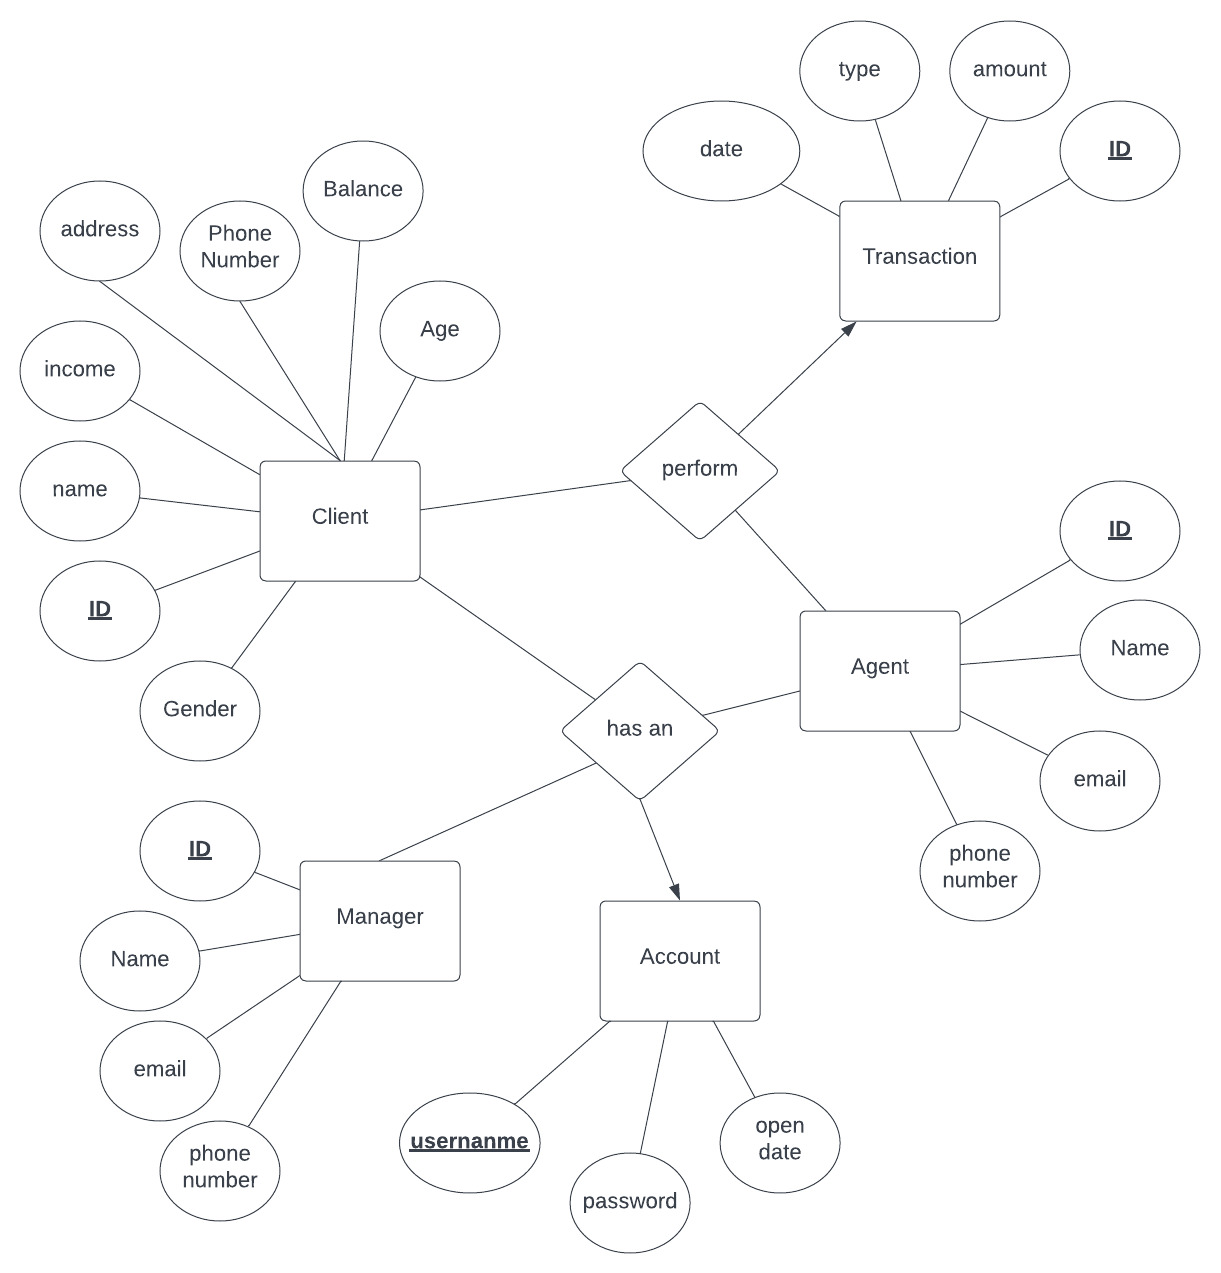 type
amount
date
ID
Transaction
Balance
address
Phone
Number
Age
income
name
Client
ID
Gender
perform
ID
Name
Agent
email
phone
number
has an
ID
Manager
Name
email
phone
number
Account
usernanme
password
open
date